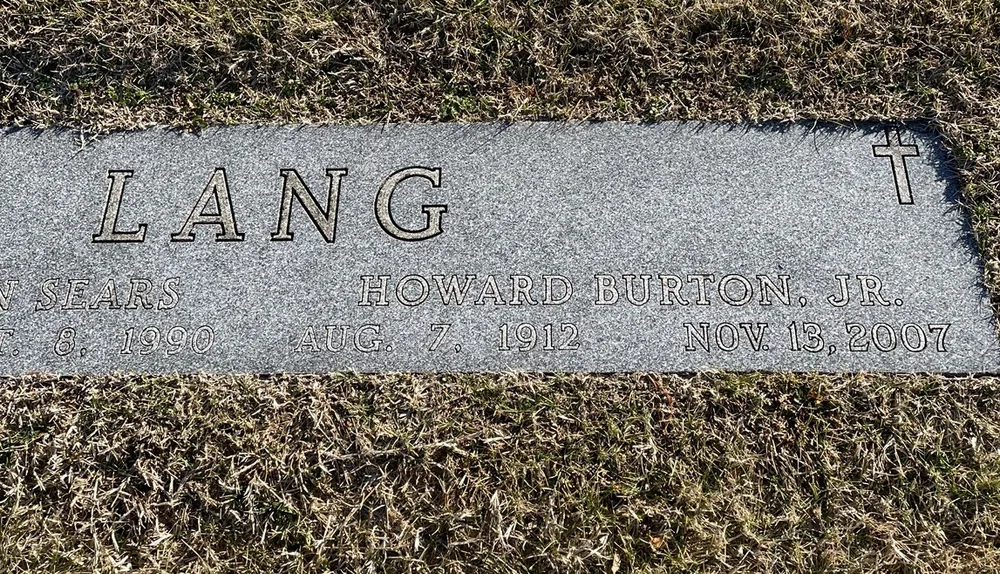 LANG
SEARS HOWARD BURTON, JR.
8, 1990 AUG. 7, 1912 NOV. 13, 2007